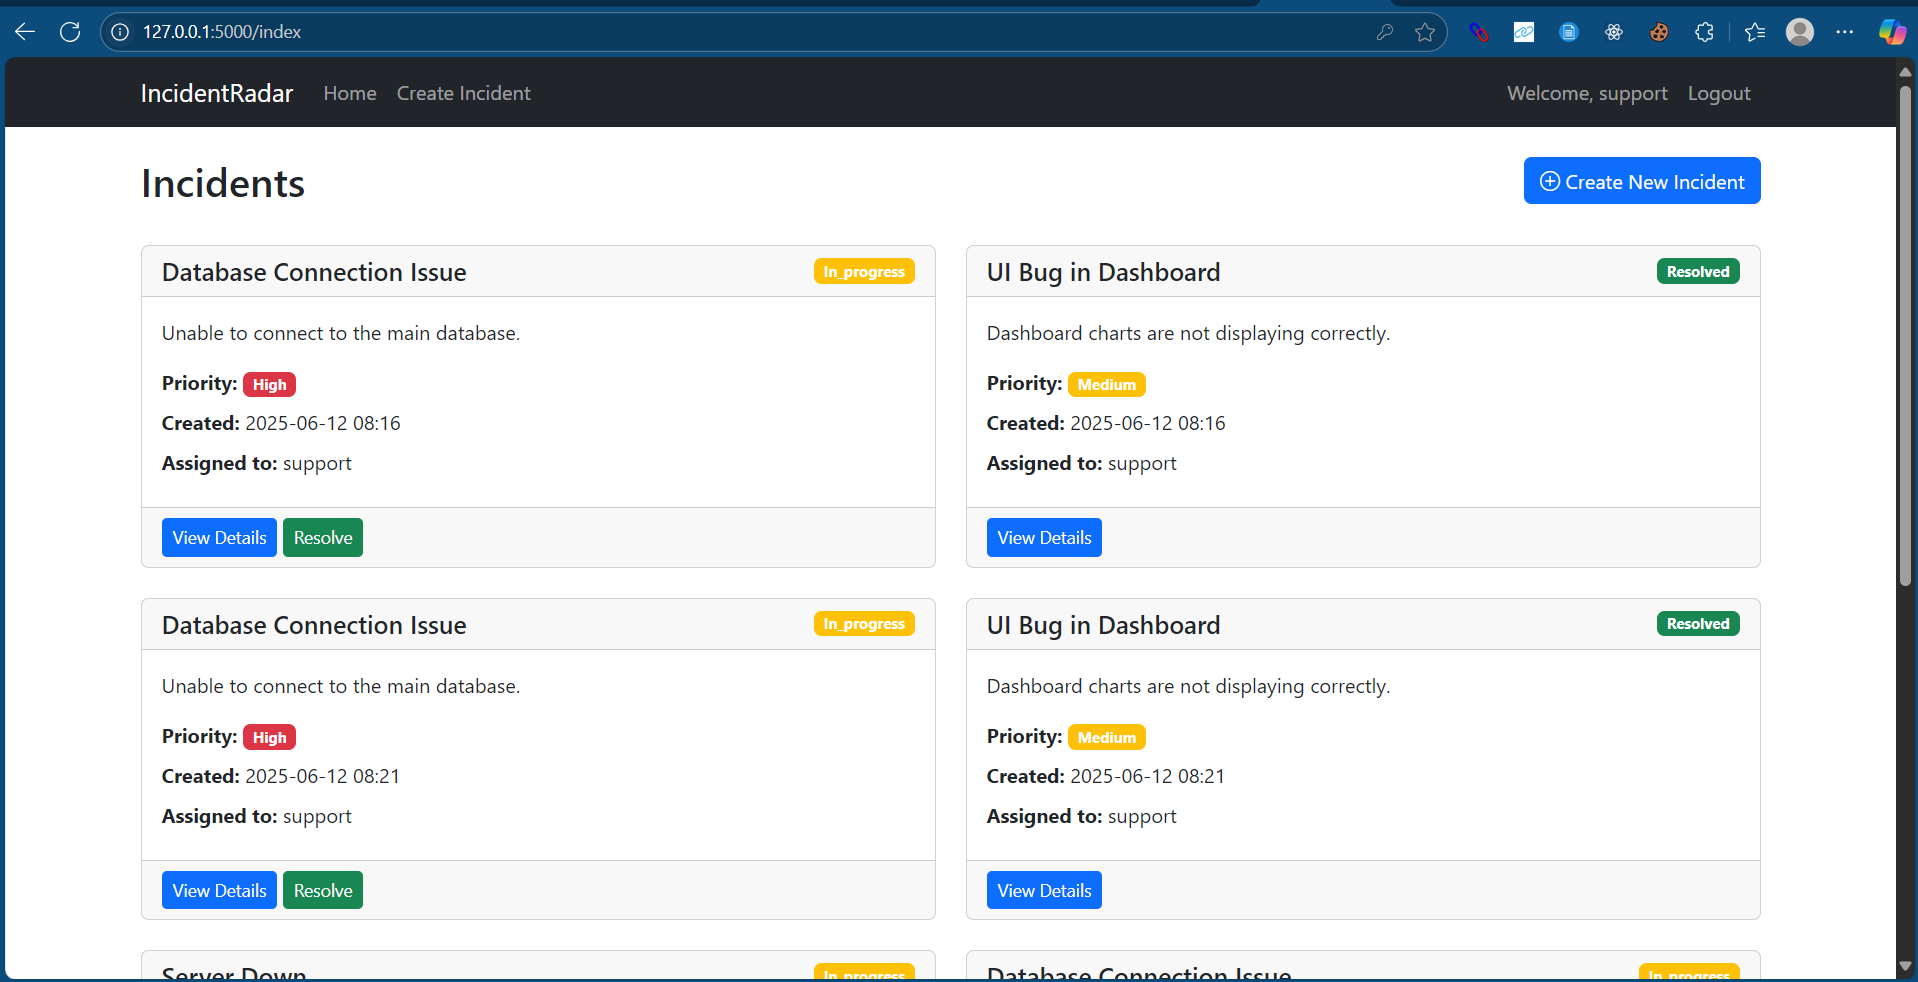 127.0.0.1:5000/index
IncidentRadar Home Create Incident Welcome, support Logout
Incidents
Create New Incident
Database Connection Issue In_progress
Unable to connect to the main database.
Priority: High
Created: 2025-06-12 08:16
Assigned to: support
View Details Resolve
UI Bug in Dashboard Resolved
Dashboard charts are not displaying correctly.
Priority: Medium
Created: 2025-06-12 08:16
Assigned to: support
View Details
Database Connection Issue In_progress
Unable to connect to the main database.
Priority: High
Created: 2025-06-12 08:21
Assigned to: support
View Details Resolve
UI Bug in Dashboard Resolved
Dashboard charts are not displaying correctly.
Priority: Medium
Created: 2025-06-12 08:21
Assigned to: support
View Details
Server Down In_progress
Database Connection Issue In_progress